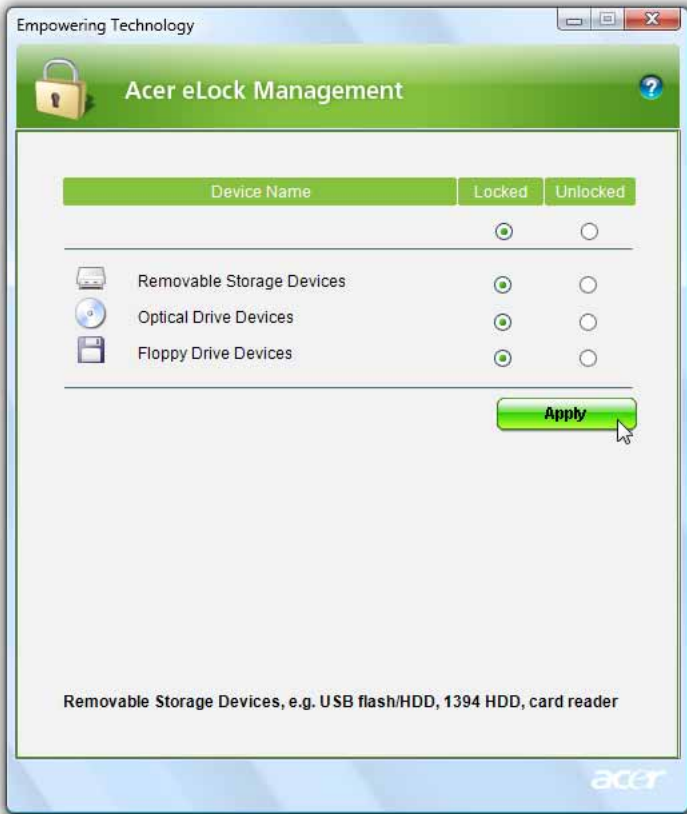 Empowering Technology
Acer eLock Management
?
Device Name Locked Unlocked
Removable Storage Devices
Optical Drive Devices
Floppy Drive Devices
Apply
Removable Storage Devices, e.g. USB flash/HDD, 1394 HDD, card reader
acer